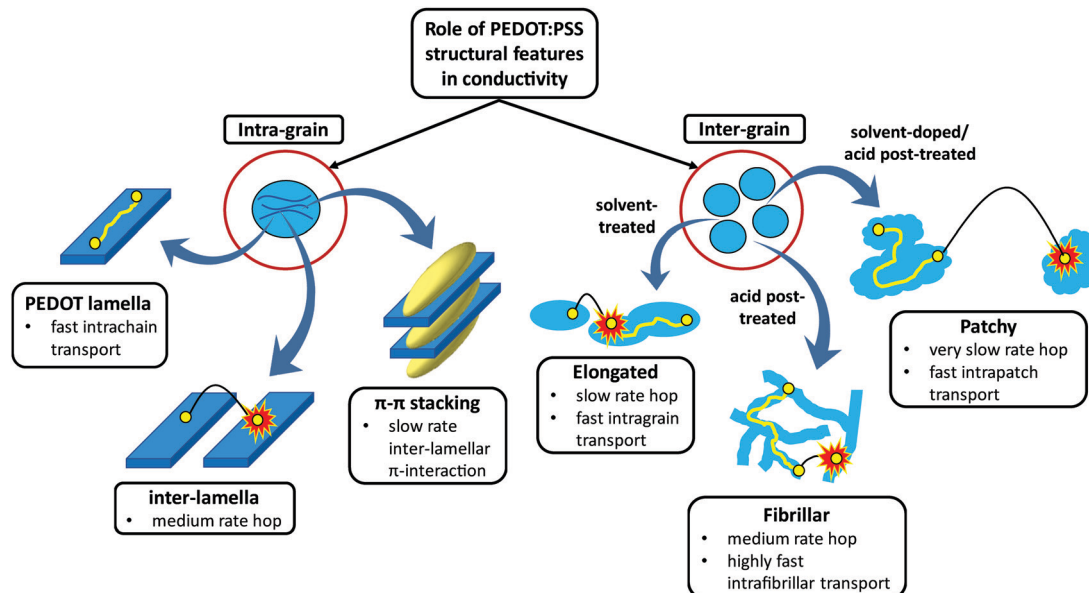 Role of PEDOT:PSS
structural features
in conductivity
Intra-grain
Inter-grain
solvent-doped/
acid post-treated
solvent-
treated
acid post-
treated
PEDOT lamella
• fast intrachain
transport
inter-lamella
• medium rate hop
π-π stacking
• slow rate
inter-lamellar
π-interaction
Elongated
• slow rate hop
• fast intragrain
transport
Fibrillar
• medium rate hop
• highly fast
intrafibrillar transport
Patchy
• very slow rate hop
• fast intrapatch
transport